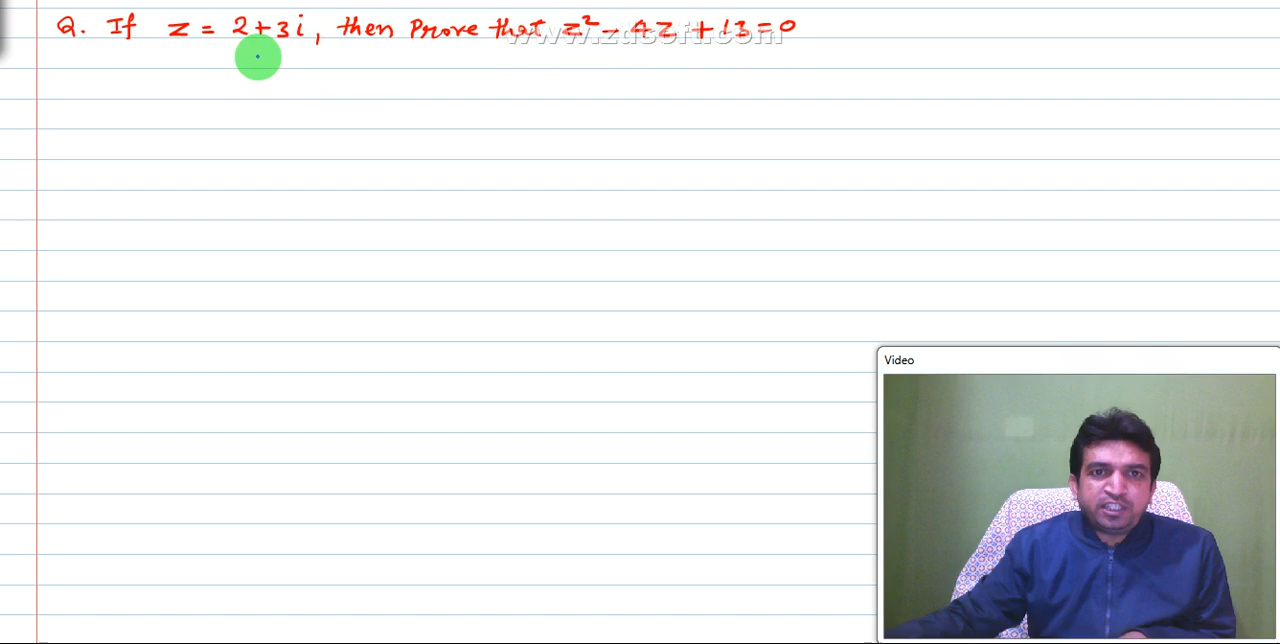 Q. If z = 2+3i, then Prove that z² - 4z + 13 = 0
www.zdsoft.com
Video